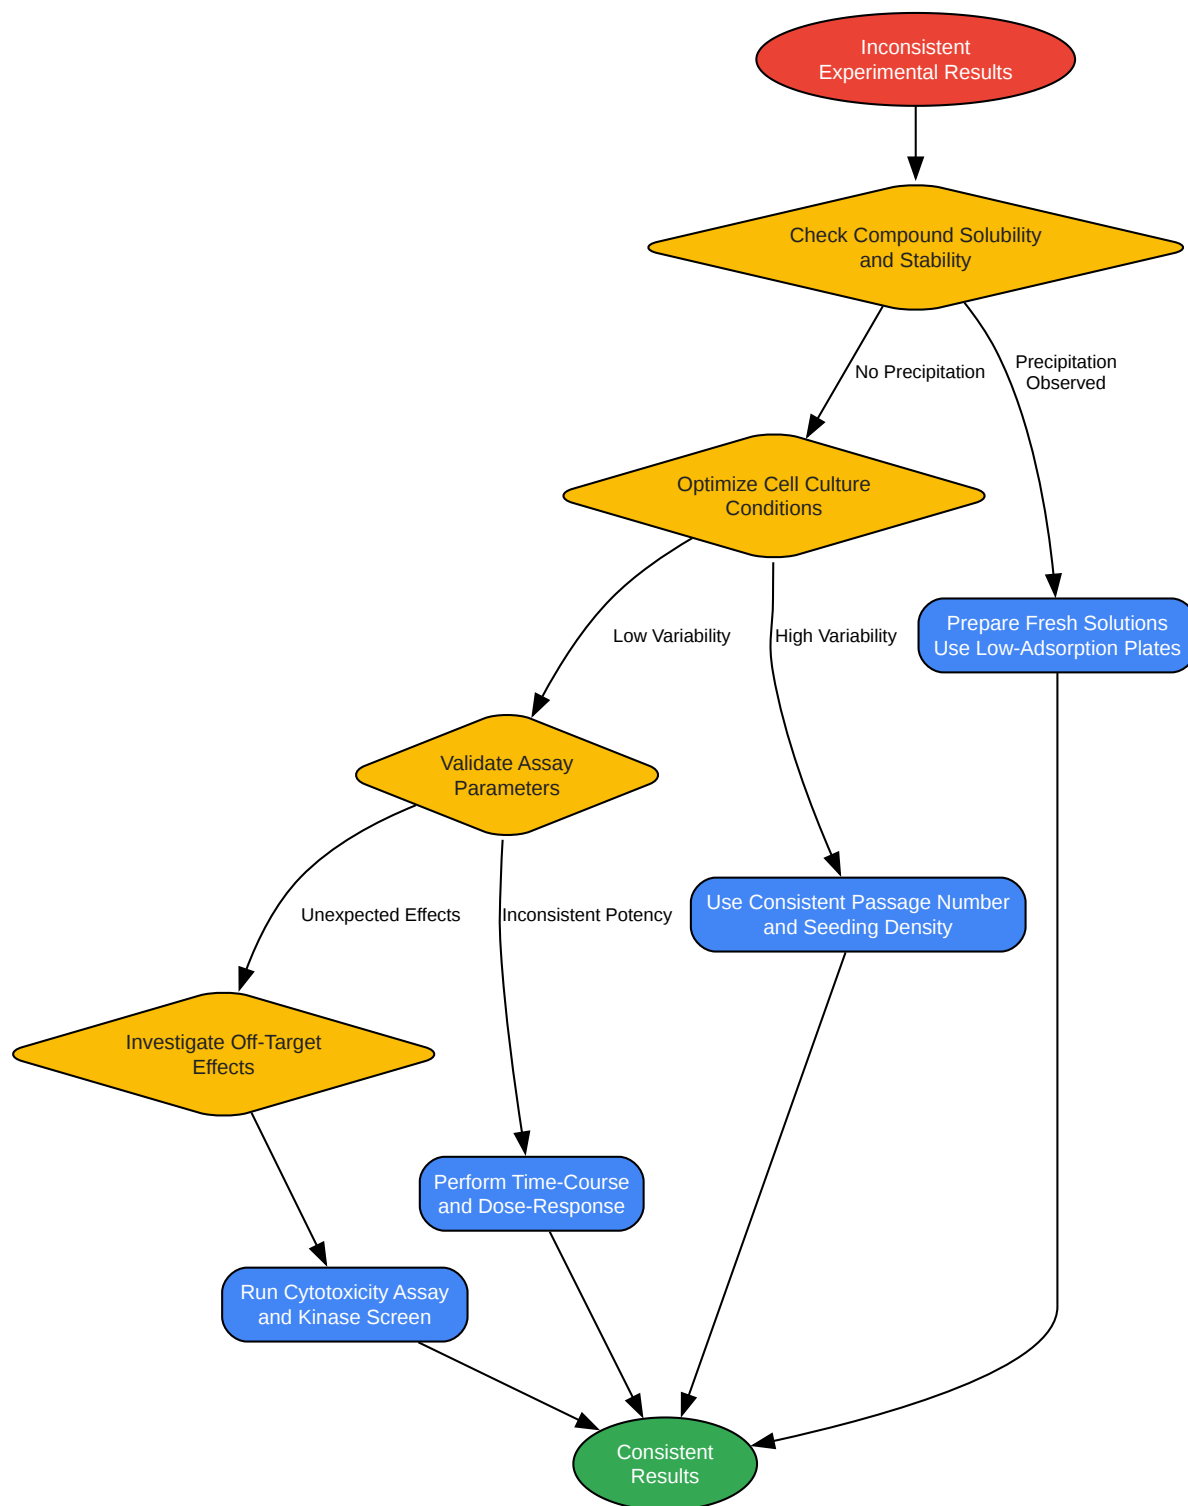 Inconsistent
Experimental Results
Check Compound Solubility
and Stability
No Precipitation
Precipitation
Observed
Optimize Cell Culture
Conditions
Low Variability
High Variability
Prepare Fresh Solutions
Use Low-Adsorption Plates
Validate Assay
Parameters
Unexpected Effects
Inconsistent Potency
Use Consistent Passage Number
and Seeding Density
Investigate Off-Target
Effects
Perform Time-Course
and Dose-Response
Run Cytotoxicity Assay
and Kinase Screen
Consistent
Results